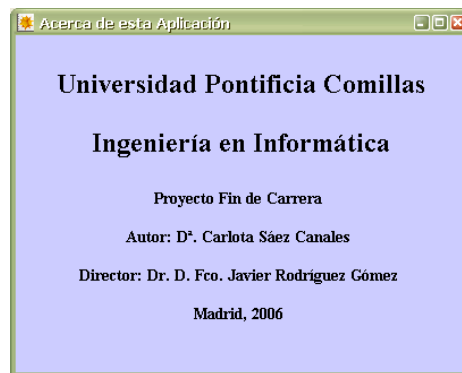 Acerca de esta Aplicación
Universidad Pontificia Comillas
Ingeniería en Informática
Proyecto Fin de Carrera
Autor: Dª. Carlota Sáez Canales
Director: Dr. D. Fco. Javier Rodríguez Gómez
Madrid, 2006